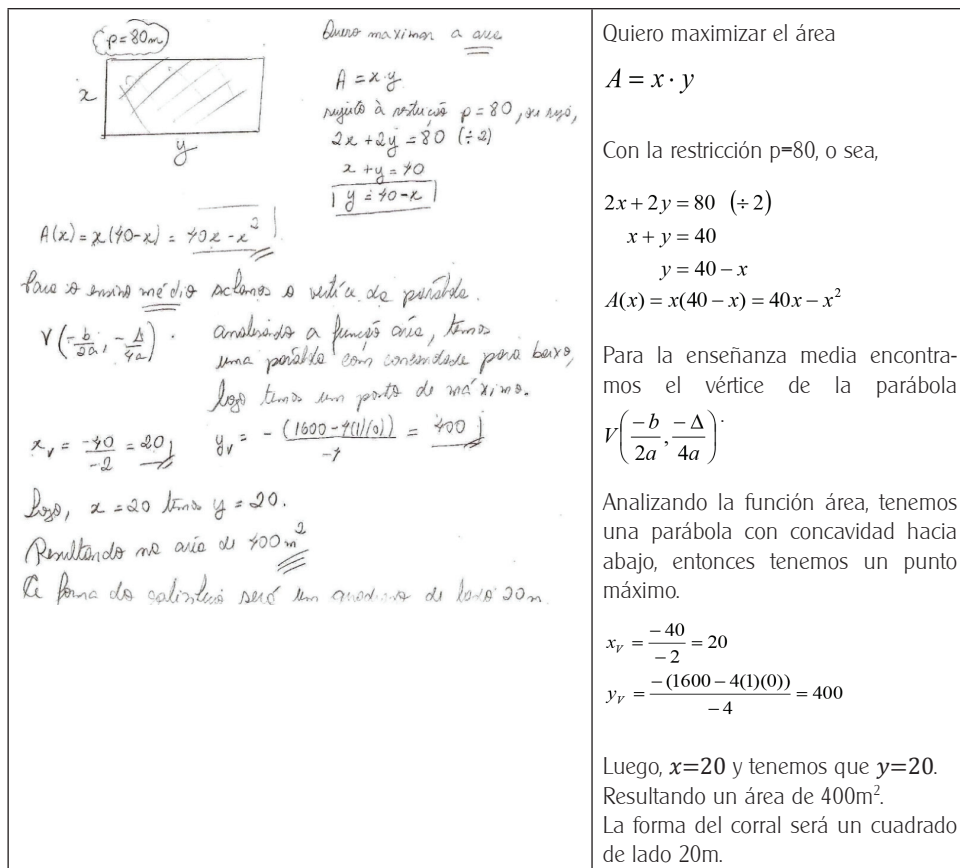 p=80m
x
y
Quero maximizar a area
A = x·y
sujeito à restrição p=80, ou seja,
2x+2y=80 (÷2)
x+y=40
y=40-x
A(x)=x(40-x) = 40x-x²
Para o ensino médio achamos o vértice da parábola.
V(-b/2a, -Δ/4a).
analisando a função área, temos
uma parábola com concavidade para baixo,
logo temos um ponto de máximo.
x_v = -40/-2 = 20
y_v = -(1600-4(1)(0))/-4 = 400
Logo, x=20 temos y=20.
Resultando na área de 400m²
A forma do será um quadrado de lado 20m.
Quiero maximizar el área
A = x · y
Con la restricción p=80, o sea,
2x + 2y = 80 (÷ 2)
x + y = 40
y = 40 − x
A(x) = x(40 − x) = 40x − x²
Para la enseñanza media encontra-
mos el vértice de la parábola
V(−b/2a, −Δ/4a)·
Analizando la función área, tenemos
una parábola con concavidad hacia
abajo, entonces tenemos un punto
máximo.
x_V = −40/−2 = 20
y_V = −(1600 − 4(1)(0))/−4 = 400
Luego, x=20 y tenemos que y=20.
Resultando un área de 400m².
La forma del corral será un cuadrado
de lado 20m.